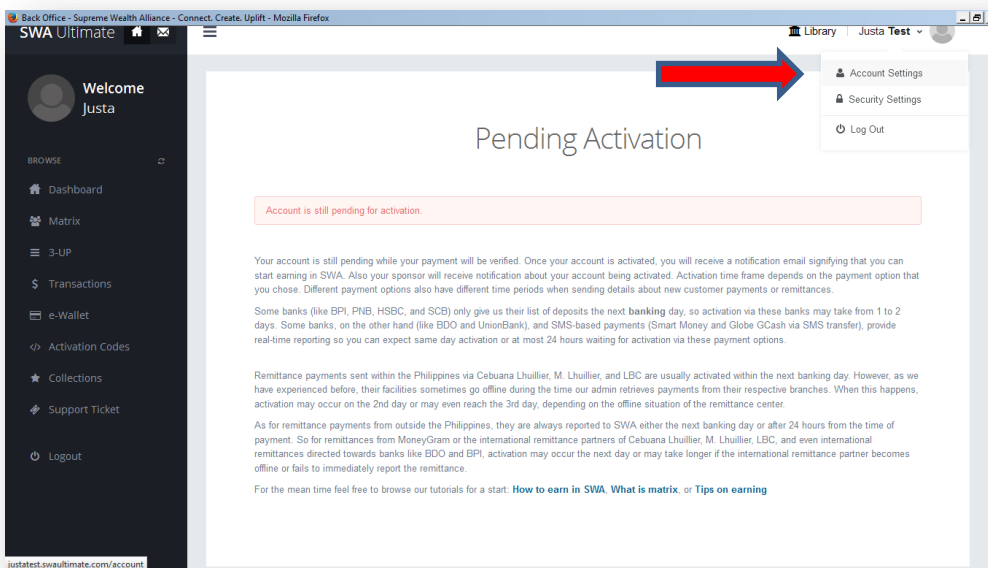 Back Office - Supreme Wealth Alliance - Connect. Create. Uplift - Mozilla Firefox
SWA Ultimate
Library
Justa Test
Account Settings
Security Settings
Log Out
Welcome
Justa
BROWSE
Dashboard
Matrix
3-UP
Transactions
e-Wallet
Activation Codes
Collections
Support Ticket
Logout
Pending Activation
Account is still pending for activation.
Your account is still pending while your payment will be verified. Once your account is activated, you will receive a notification email signifying that you can
start earning in SWA. Also your sponsor will receive notification about your account being activated. Activation time frame depends on the payment option that
you chose. Different payment options also have different time periods when sending details about new customer payments or remittances.
Some banks (like BPI, PNB, HSBC, and SCB) only give us their list of deposits the next banking day, so activation via these banks may take from 1 to 2
days. Some banks, on the other hand (like BDO and UnionBank), and SMS-based payments (Smart Money and Globe GCash via SMS transfer), provide
real-time reporting so you can expect same day activation or at most 24 hours waiting for activation via these payment options.
Remittance payments sent within the Philippines via Cebuana Lhuillier, M. Lhuillier, and LBC are usually activated within the next banking day. However, as we
have experienced before, their facilities sometimes go offline during the time our admin retrieves payments from their respective branches. When this happens,
activation may occur on the 2nd day or may even reach the 3rd day, depending on the offline situation of the remittance center.
As for remittance payments from outside the Philippines, they are always reported to SWA either the next banking day or after 24 hours from the time of
payment. So for remittances from MoneyGram or the international remittance partners of Cebuana Lhuillier, M. Lhuillier, LBC, and even international
remittances directed towards banks like BDO and BPI, activation may occur the next day or may take longer if the international remittance partner becomes
offline or fails to immediately report the remittance.
For the mean time feel free to browse our tutorials for a start: How to earn in SWA, What is matrix, or Tips on earning
justatest.swaultimate.com/account